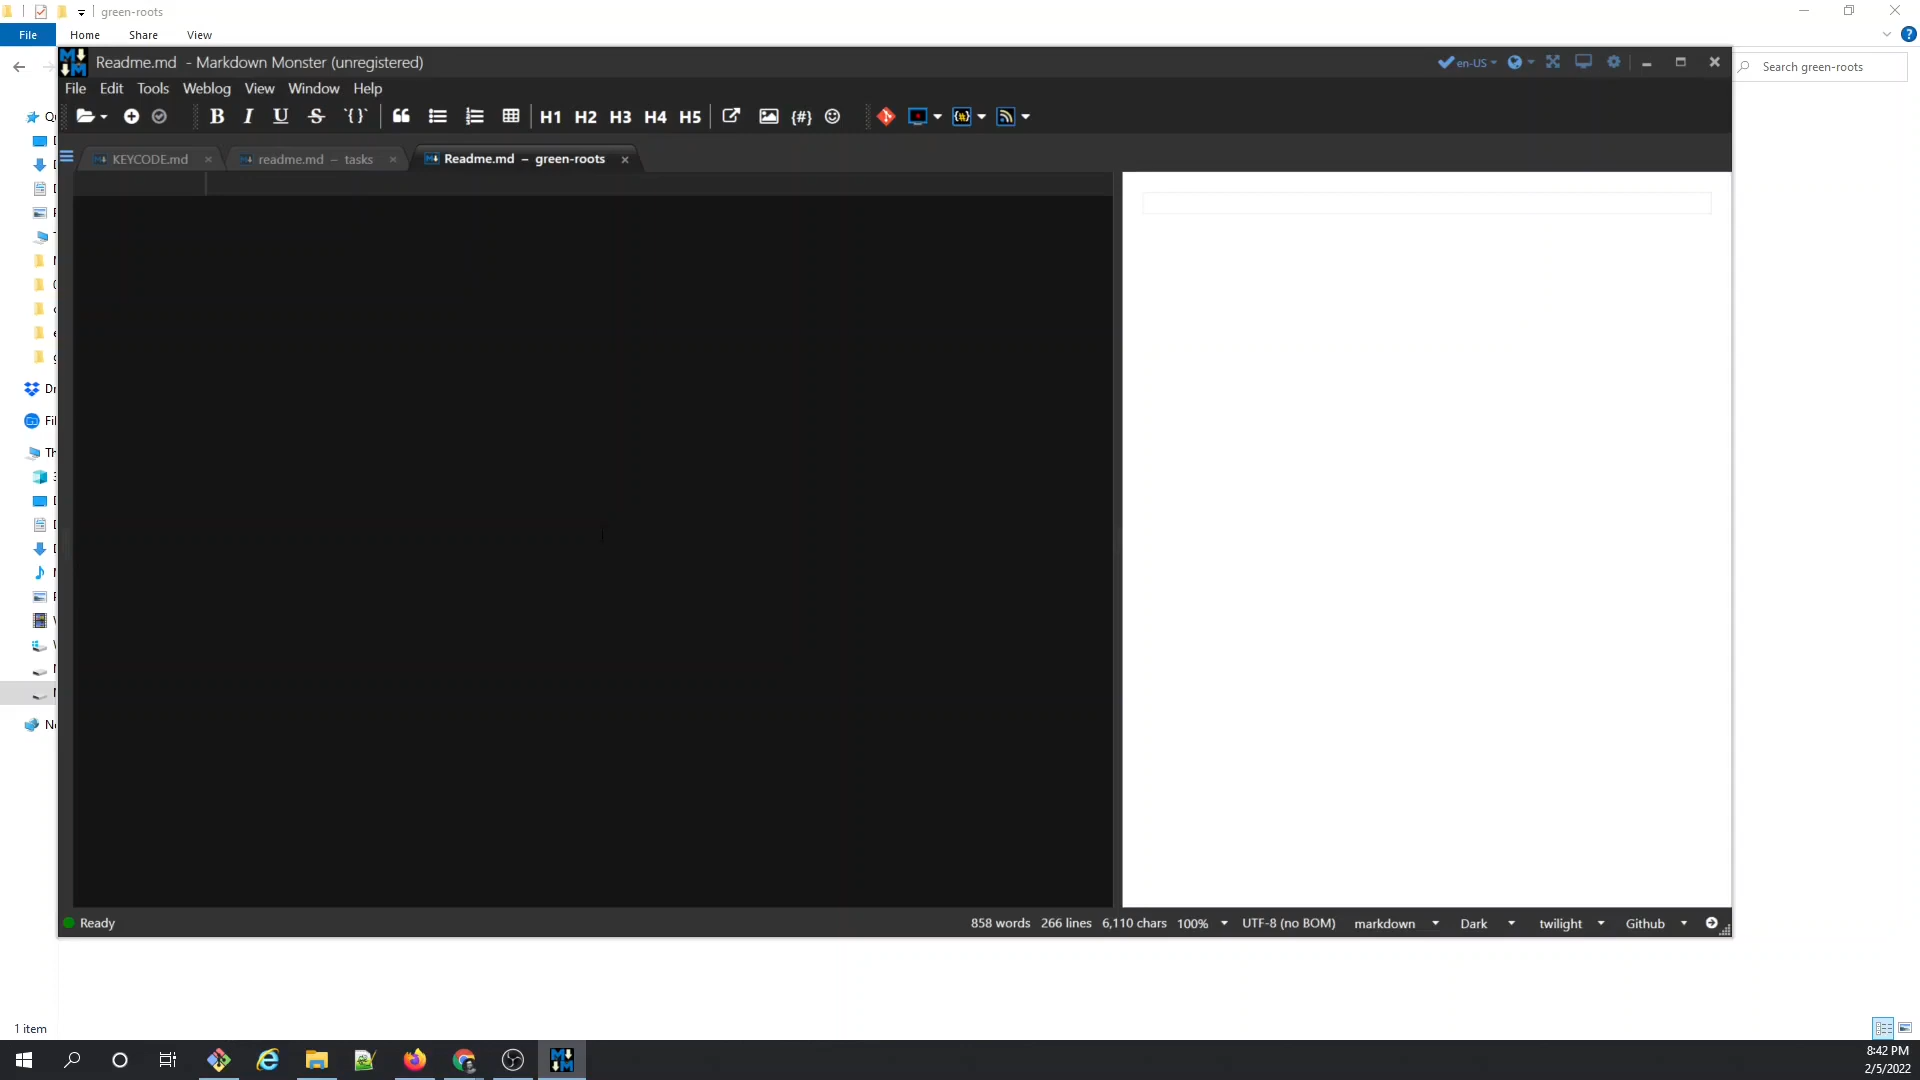 green-roots
File Home Share View
Readme.md - Markdown Monster (unregistered)
en-US
Search green-roots
File Edit Tools Weblog View Window Help
B I U S `{}` H1 H2 H3 H4 H5 {#}
KEYCODE.md
readme.md – tasks
Readme.md – green-roots
Ready
858 words 266 lines 6,110 chars 100% UTF-8 (no BOM) markdown Dark twilight Github
1 item
8:42 PM
2/5/2022